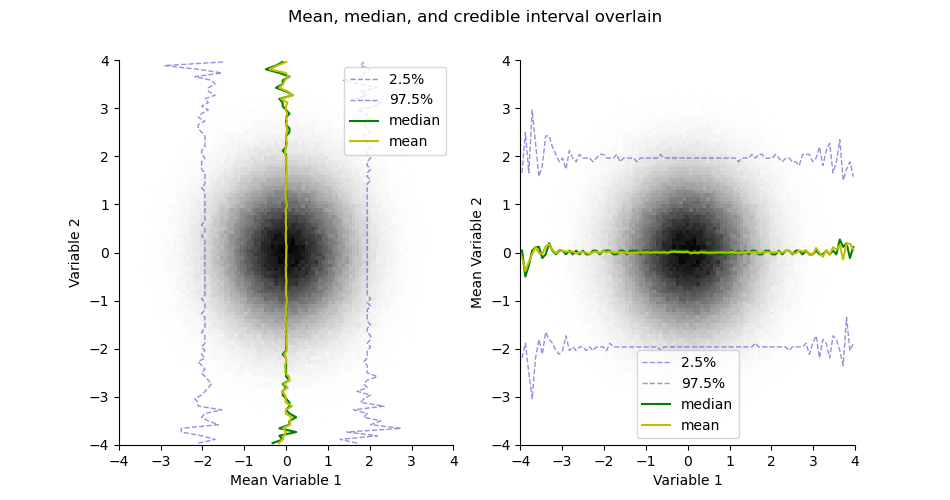 Mean, median, and credible interval overlain
4
3
2
1
0
−1
−2
−3
−4
Variable 2
−4 −3 −2 −1 0 1 2 3 4
Mean Variable 1
2.5%
97.5%
median
mean
4
3
2
1
0
−1
−2
−3
−4
Mean Variable 2
−4 −3 −2 −1 0 1 2 3 4
Variable 1
2.5%
97.5%
median
mean